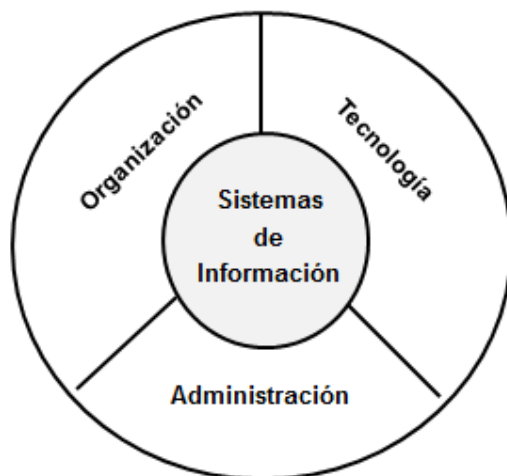 Organización
Tecnología
Sistemas
de
Información
Administración